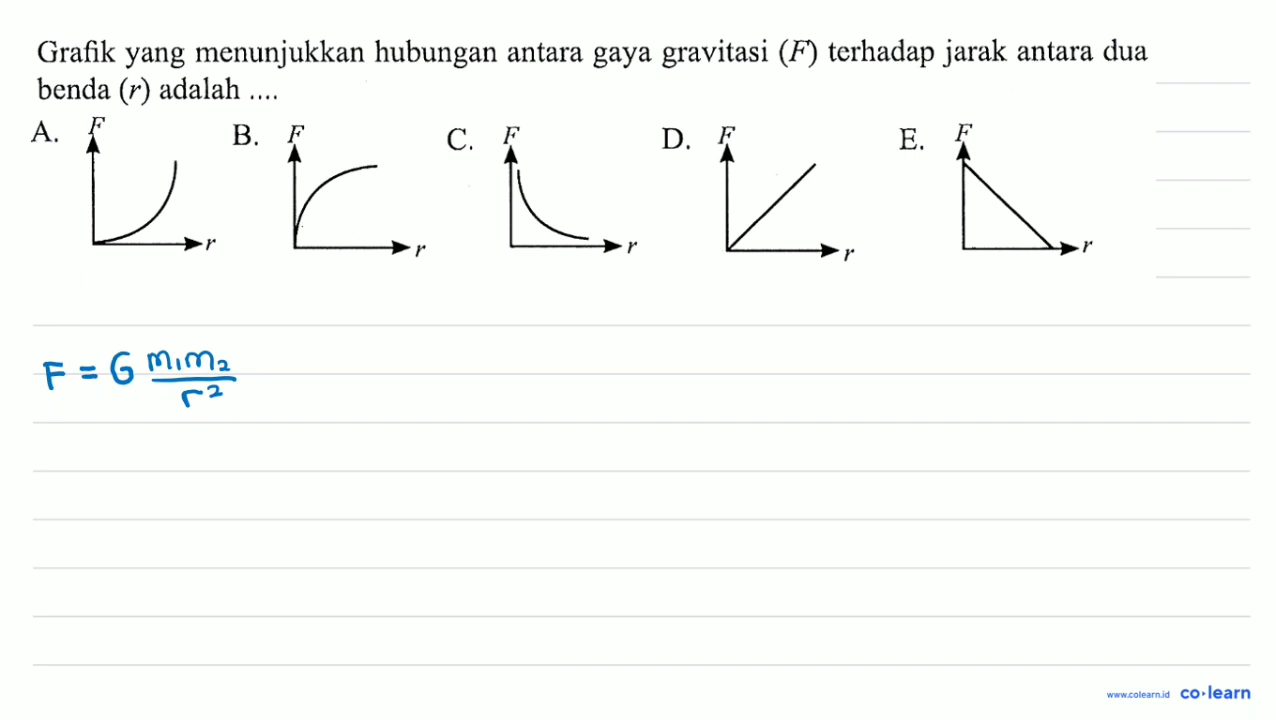 Grafik yang menunjukkan hubungan antara gaya gravitasi (F) terhadap jarak antara dua
benda (r) adalah ....
A. F r B. F r C. F r D. F r E. F r
F = G m₁m₂ / r²
www.colearn.id co·learn